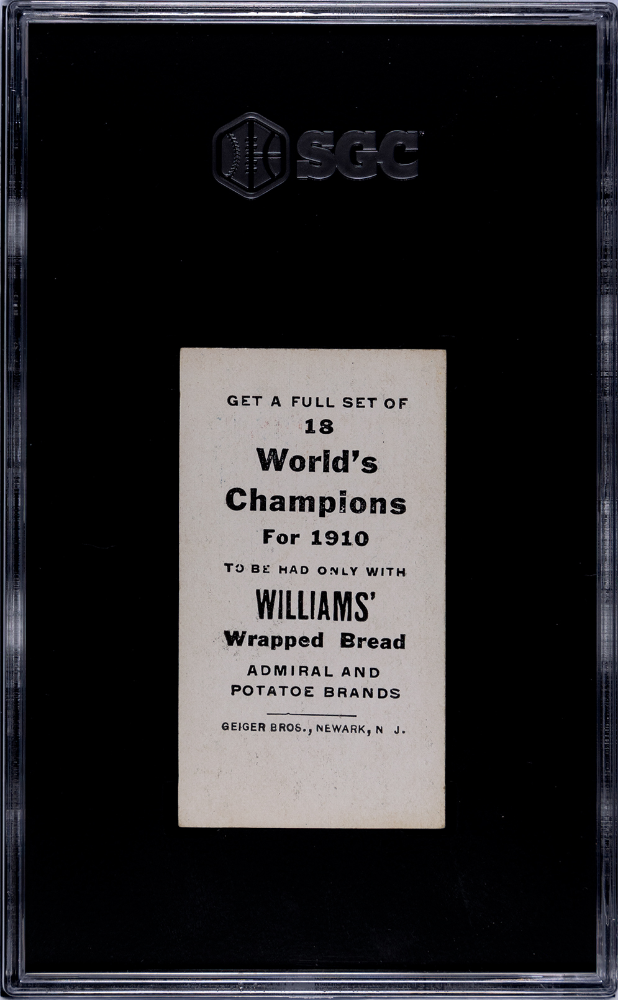 SGC
GET A FULL SET OF
18
World's
Champions
For 1910
TO BE HAD ONLY WITH
WILLIAMS'
Wrapped Bread
ADMIRAL AND
POTATOE BRANDS
GEIGER BROS., NEWARK, N J.